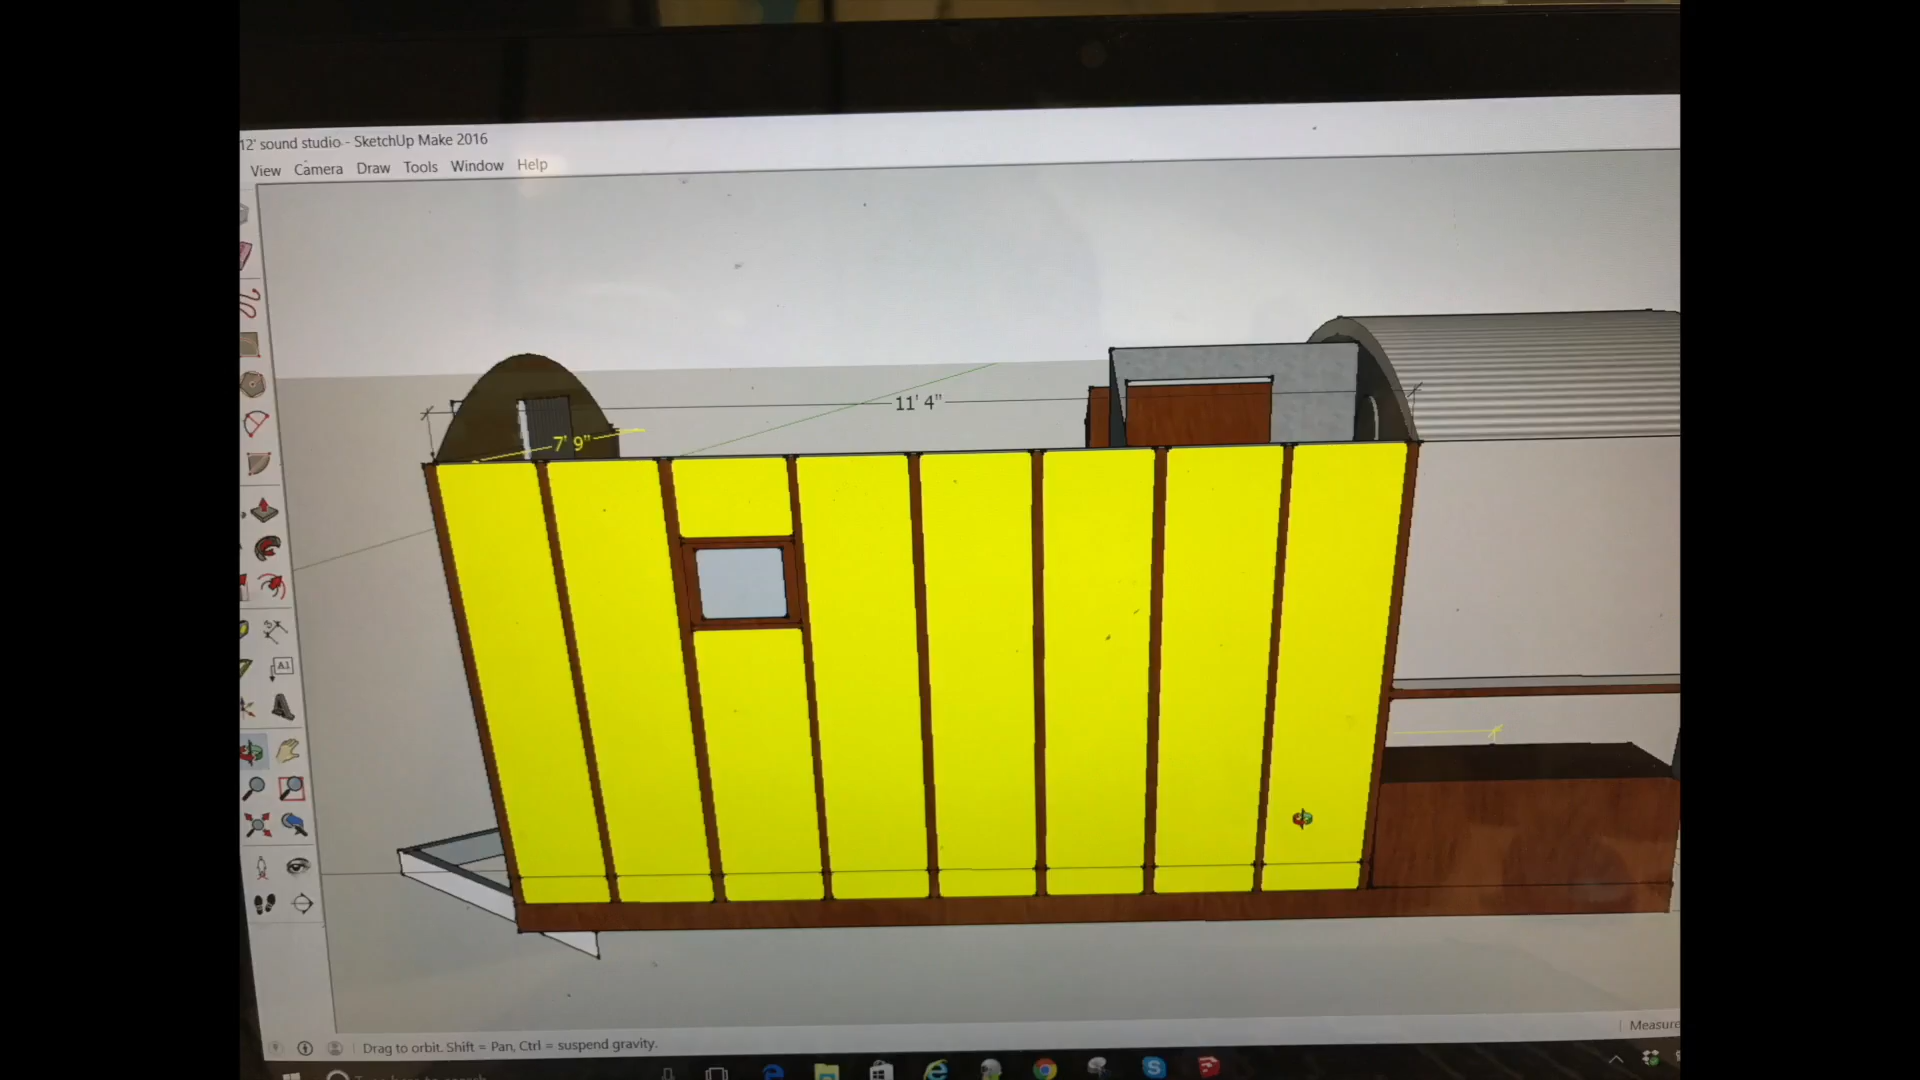 12' sound studio - SketchUp Make 2016
View Camera Draw Tools Window Help
11' 4"
7' 9"
A1
Drag to orbit. Shift = Pan, Ctrl = suspend gravity.
Measure